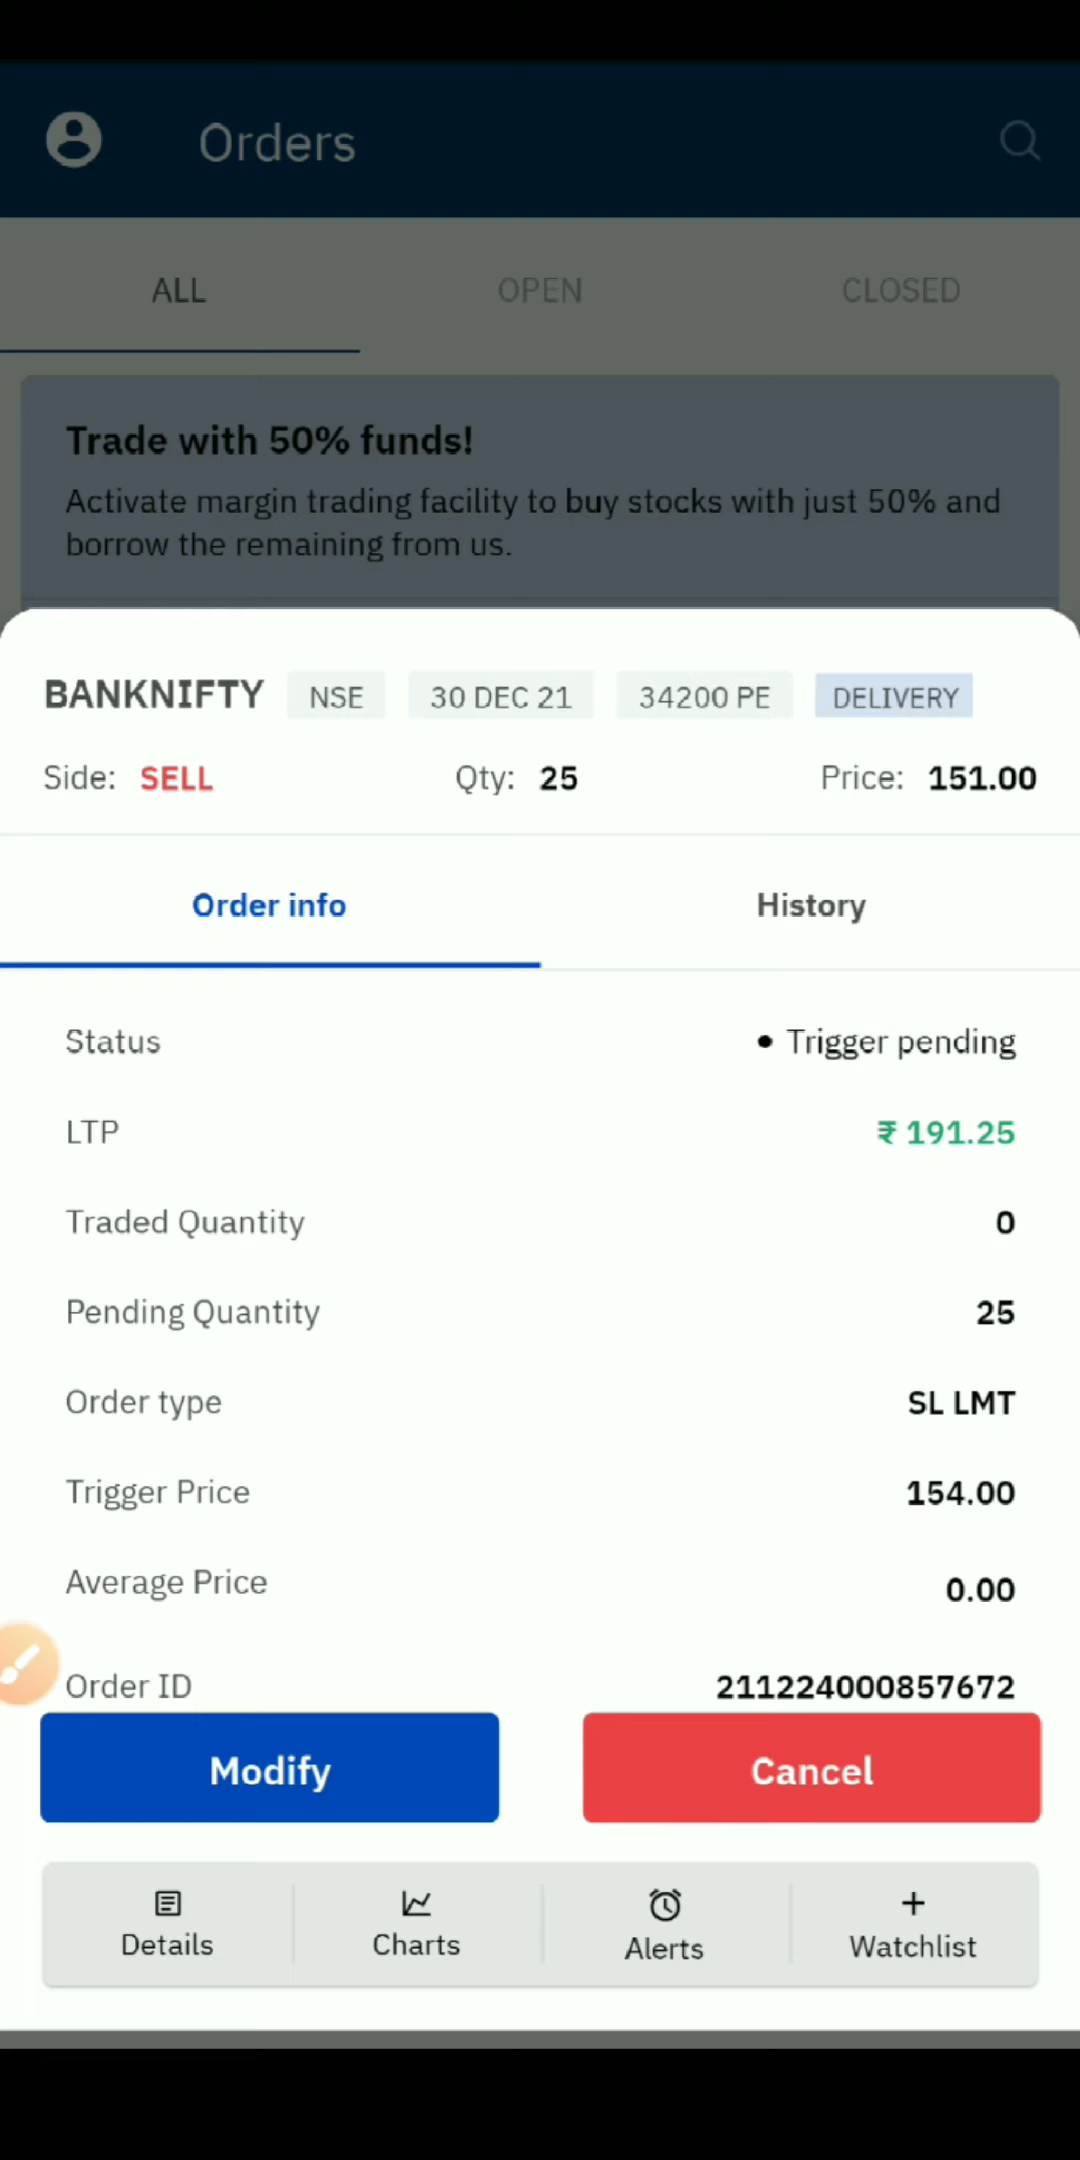 Orders
ALL OPEN CLOSED
Trade with 50% funds!
Activate margin trading facility to buy stocks with just 50% and
borrow the remaining from us.
BANKNIFTY NSE 30 DEC 21 34200 PE DELIVERY
Side: SELL Qty: 25 Price: 151.00
Order info History
Status • Trigger pending
LTP ₹ 191.25
Traded Quantity 0
Pending Quantity 25
Order type SL LMT
Trigger Price 154.00
Average Price 0.00
Order ID 211224000857672
Modify Cancel
Details Charts Alerts Watchlist